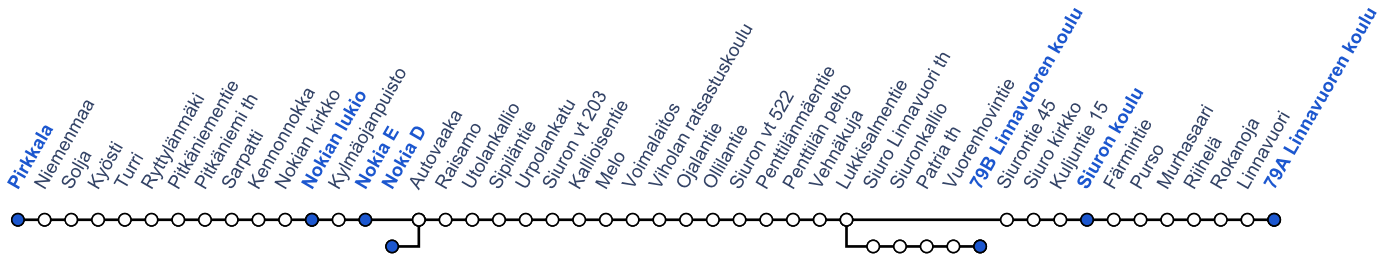 Pirkkala
Niemenmaa
Solja
Kyösti
Turri
Ryttylänmäki
Pitkäniementie
Pitkäniemi th
Sarpatti
Kennonnokka
Nokian kirkko
Nokian lukio
Kylmäojanpuisto
Nokia E
Nokia D
Autovaaka
Raisamo
Utolankallio
Sipiläntie
Urpolankatu
Siuron vt 203
Kallioisentie
Melo
Voimalaitos
Viholan ratsastuskoulu
Ojalantie
Ollilantie
Siuron vt 522
Penttilänmäentie
Penttilän pelto
Vehnäkuja
Lukkisalmentie
Siuro Linnavuori th
Siuronkallio
Patria th
Vuorenhovintie
79B Linnavuoren koulu
Siurontie 45
Siuro kirkko
Kuljuntie 15
Siuron koulu
Färmintie
Purso
Murhasaari
Riihelä
Rokanoja
Linnavuori
79A Linnavuoren koulu